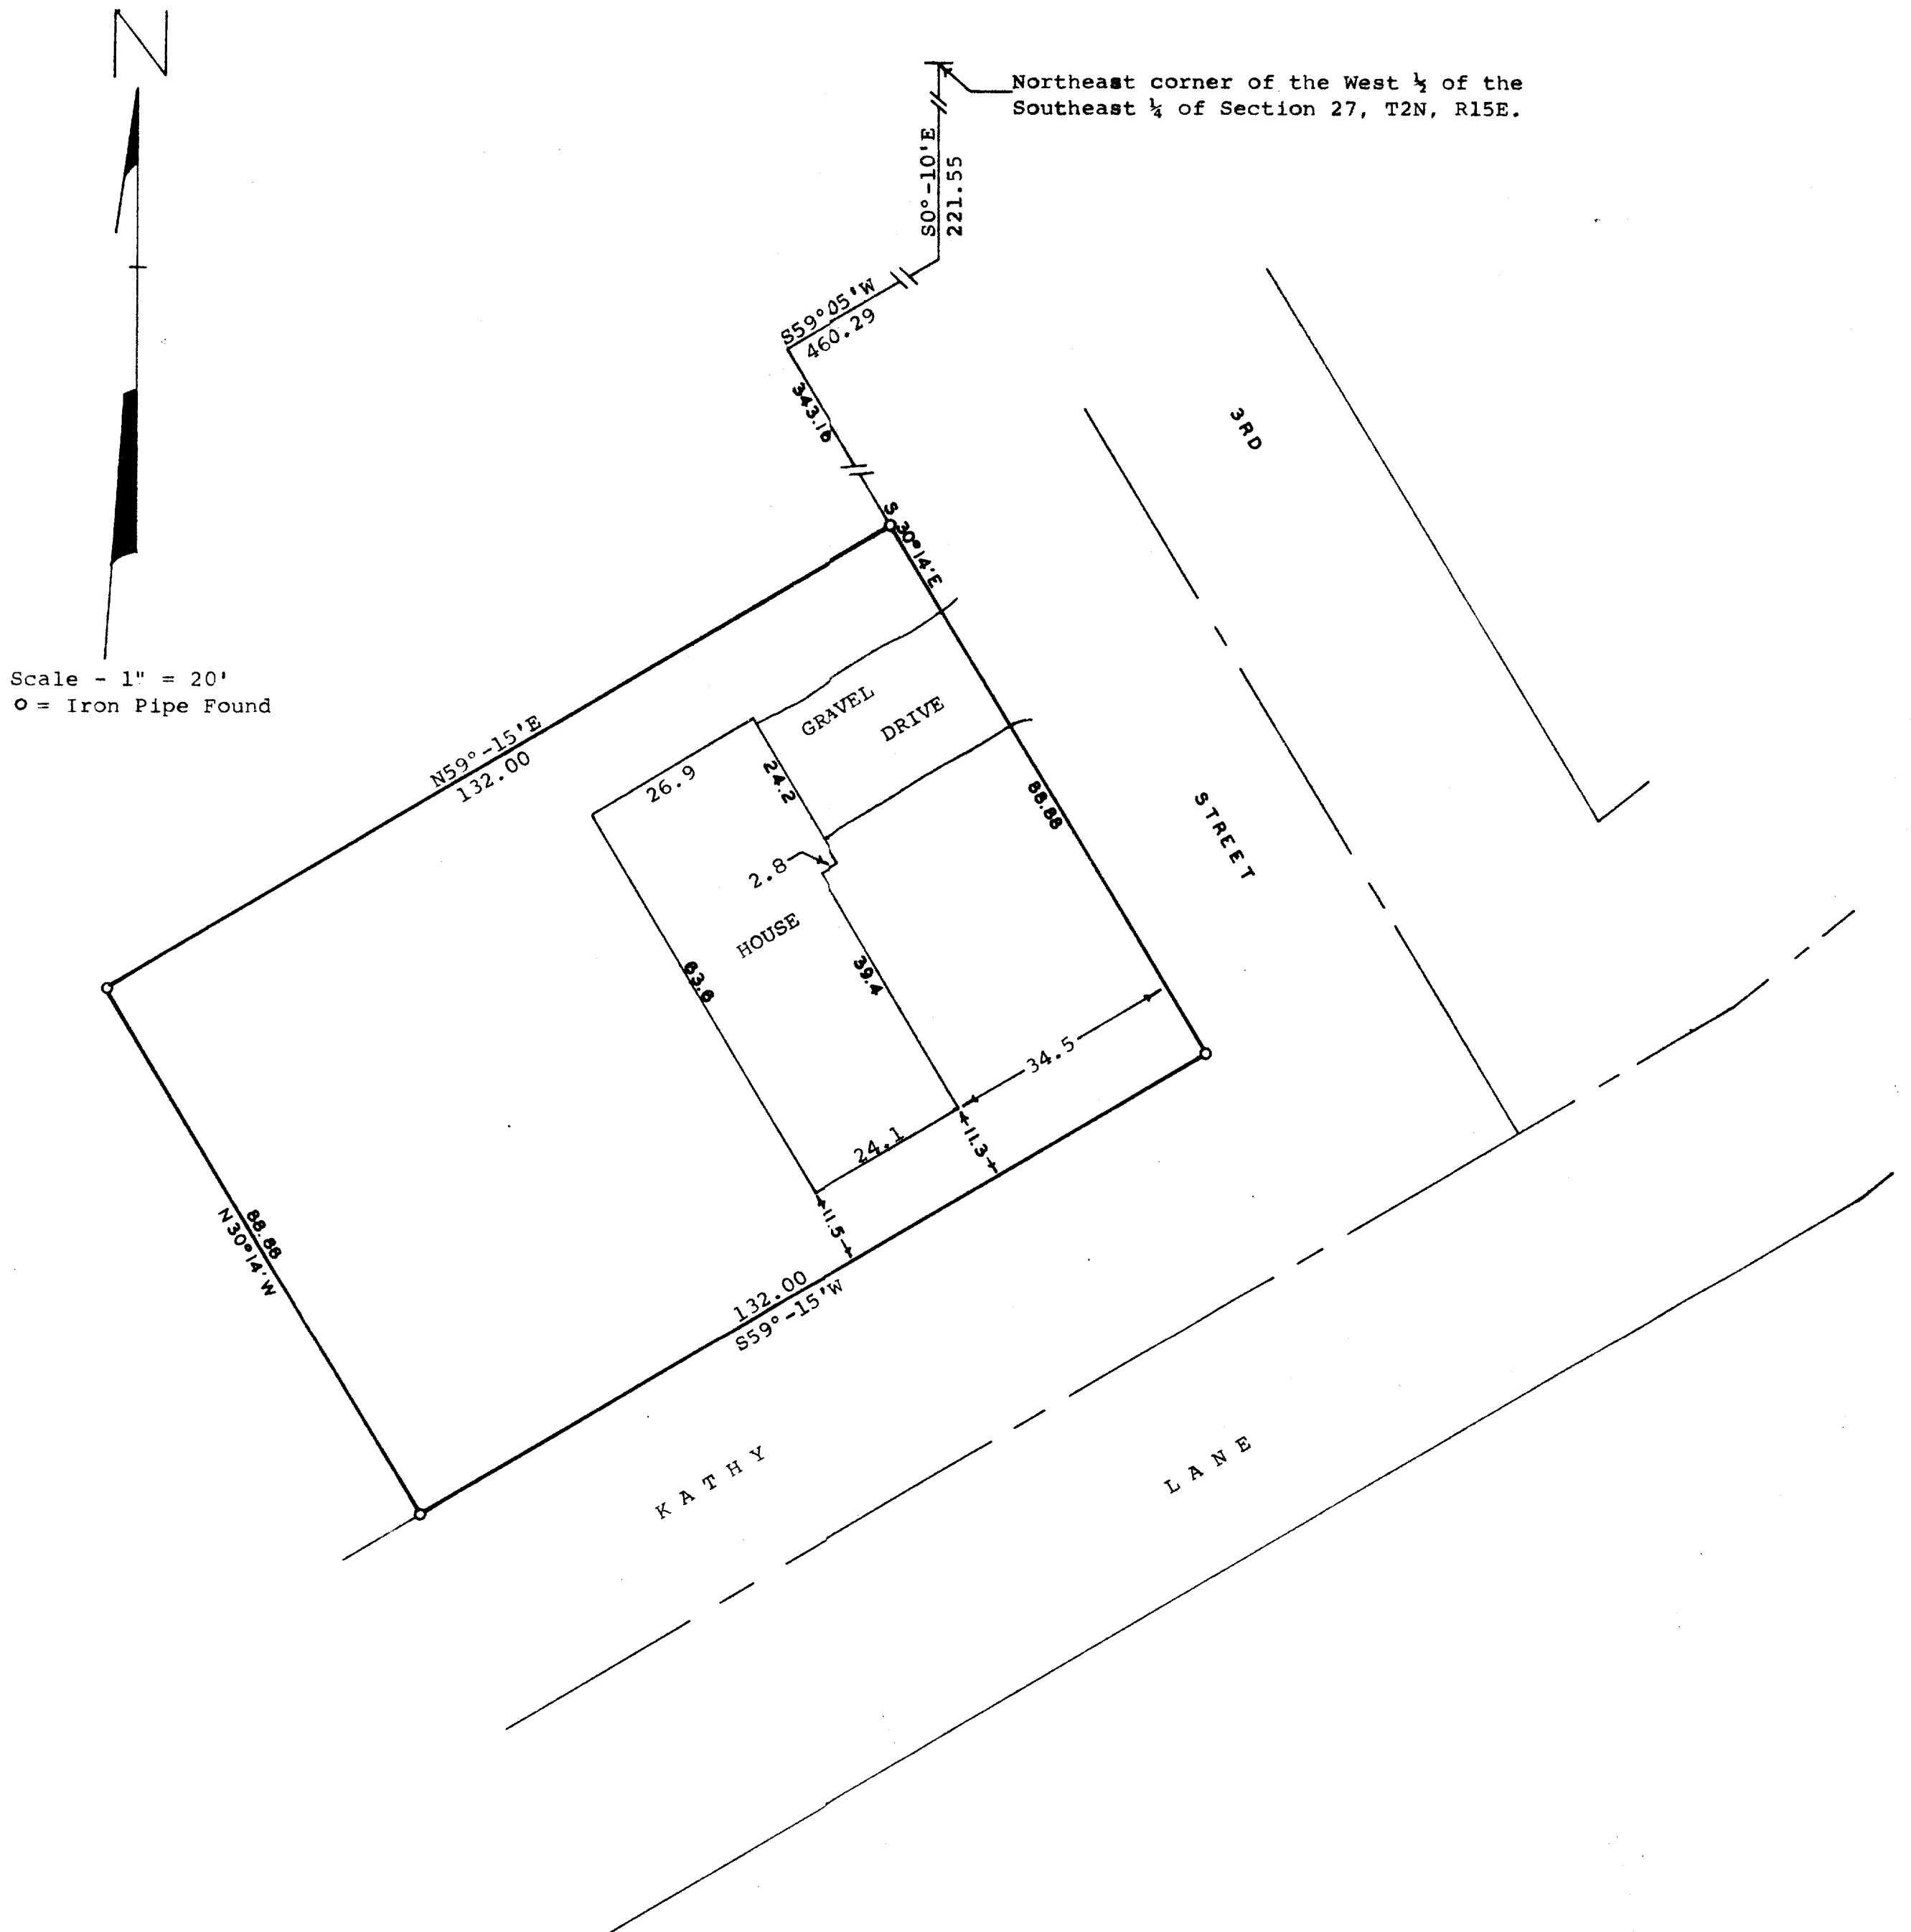 N
Northeast corner of the West ½ of the
Southeast ¼ of Section 27, T2N, R15E.
S0°-10'E
221.55
S59°05'W
460.29
343.16
S 30°14'E
3RD
STREET
Scale - 1" = 20'
O = Iron Pipe Found
N59°-15'E
132.00
GRAVEL
DRIVE
26.9
24.2
88.88
2.8
HOUSE
63.6
39.4
34.5
24.1
11.3
11.5
88.88
N30°14'W
132.00
S59°-15'W
KATHY
LANE